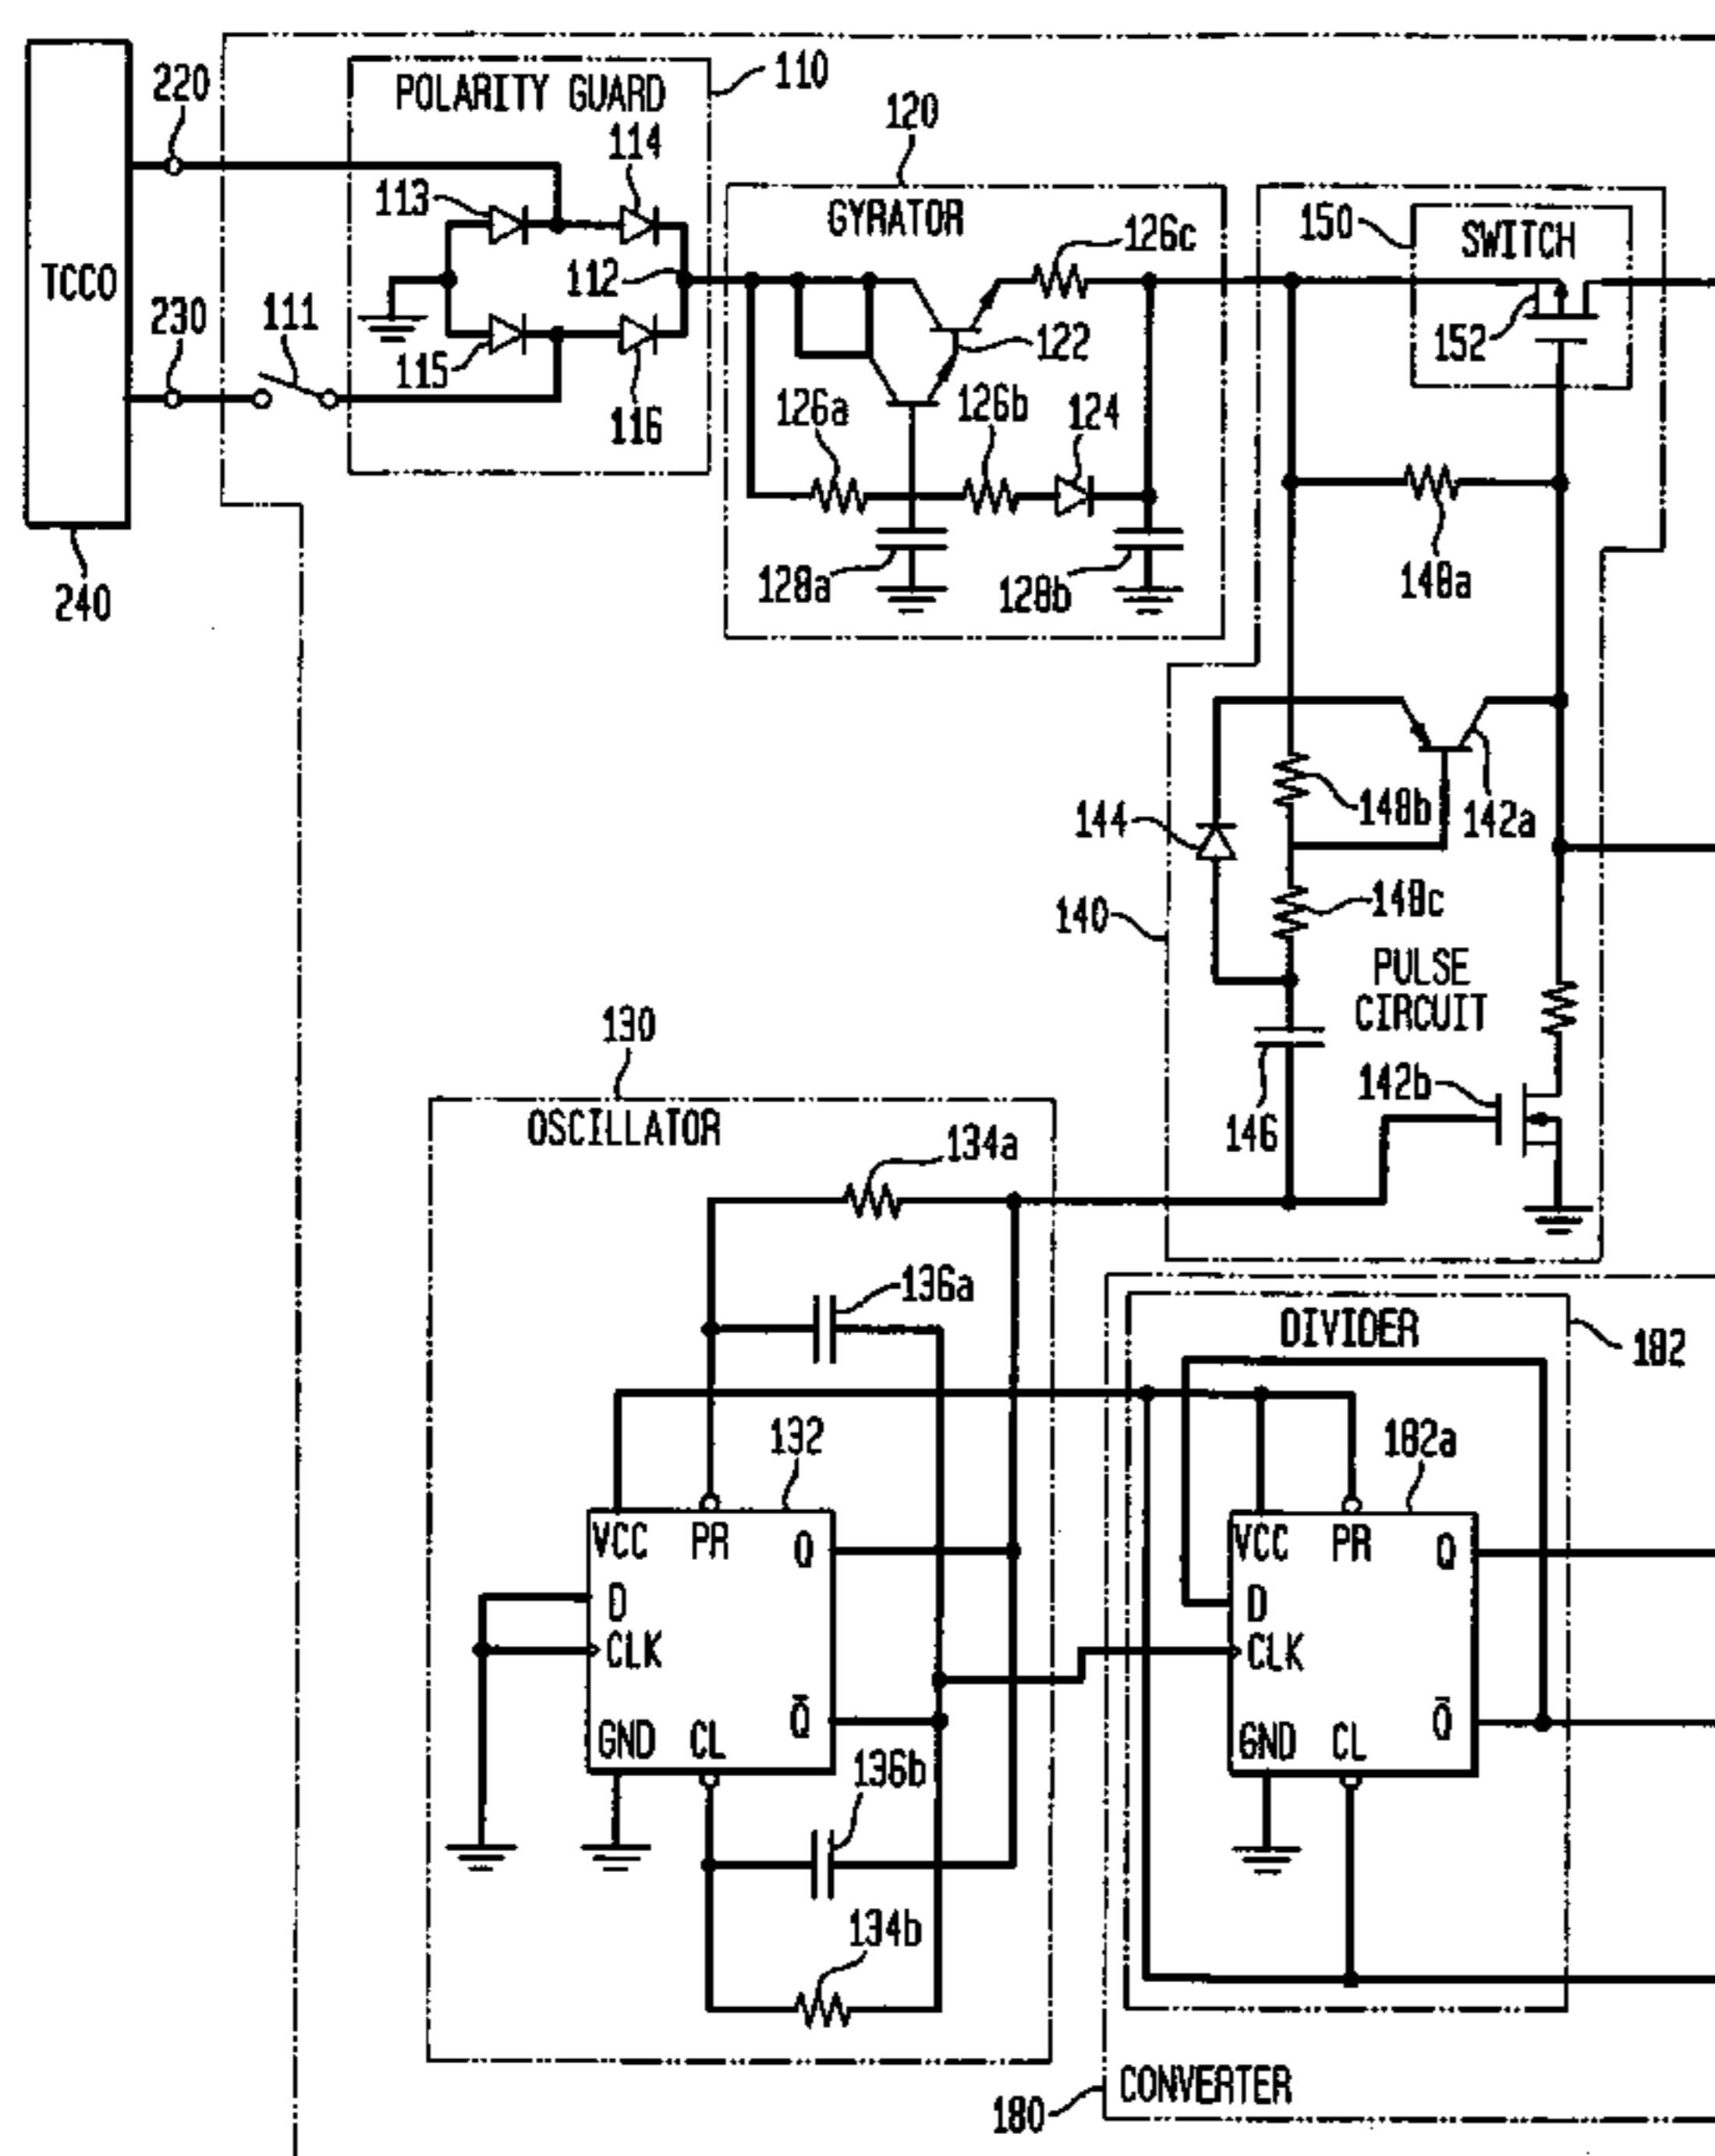 110
POLARITY GUARD
220
114
120
113
GYRATOR
126c
150
SWITCH
TCCO
112
230
111
122
152
115
116
126a
126b
124
240
128a
128b
148a
144
148b
142a
148c
140
PULSE
CIRCUIT
130
142b
146
OSCILLATOR
134a
136a
DIVIDER
182
132
182a
VCC PR Q
VCC PR Q
D
D
CLK
CLK
GND CL Q̄
GND CL Q̄
136b
134b
CONVERTER
180